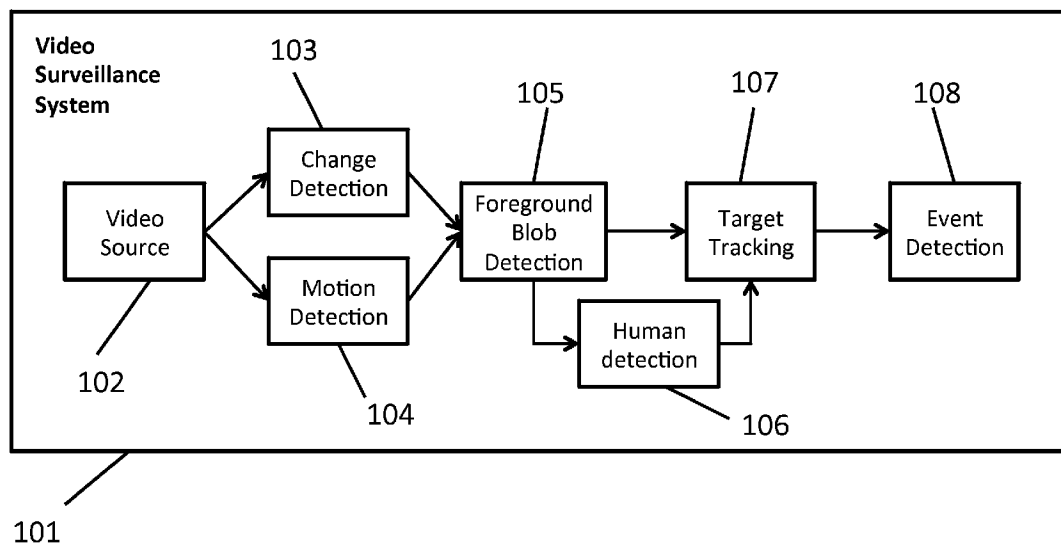 Video
Surveillance
System
103
Change
Detection
105
107
108
Video
Source
Foreground
Blob
Detection
Target
Tracking
Event
Detection
Motion
Detection
Human
detection
102
104
106
101